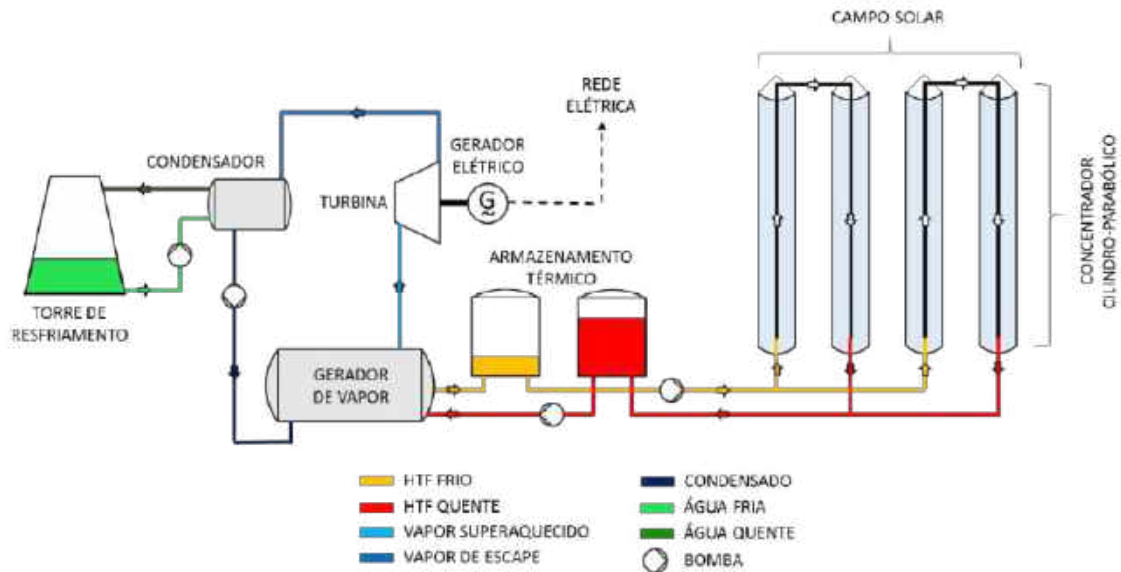 CAMPO SOLAR
REDE
ELÉTRICA
GERADOR
ELÉTRICO
CONDENSADOR
TURBINA
G
~
ARMAZENAMENTO
TÉRMICO
CONCENTRADOR
CILINDRO-PARABÓLICO
TORRE DE
RESFRIAMENTO
GERADOR
DE VAPOR
HTF FRIO
HTF QUENTE
VAPOR SUPERAQUECIDO
VAPOR DE ESCAPE
CONDENSADO
ÁGUA FRIA
ÁGUA QUENTE
BOMBA